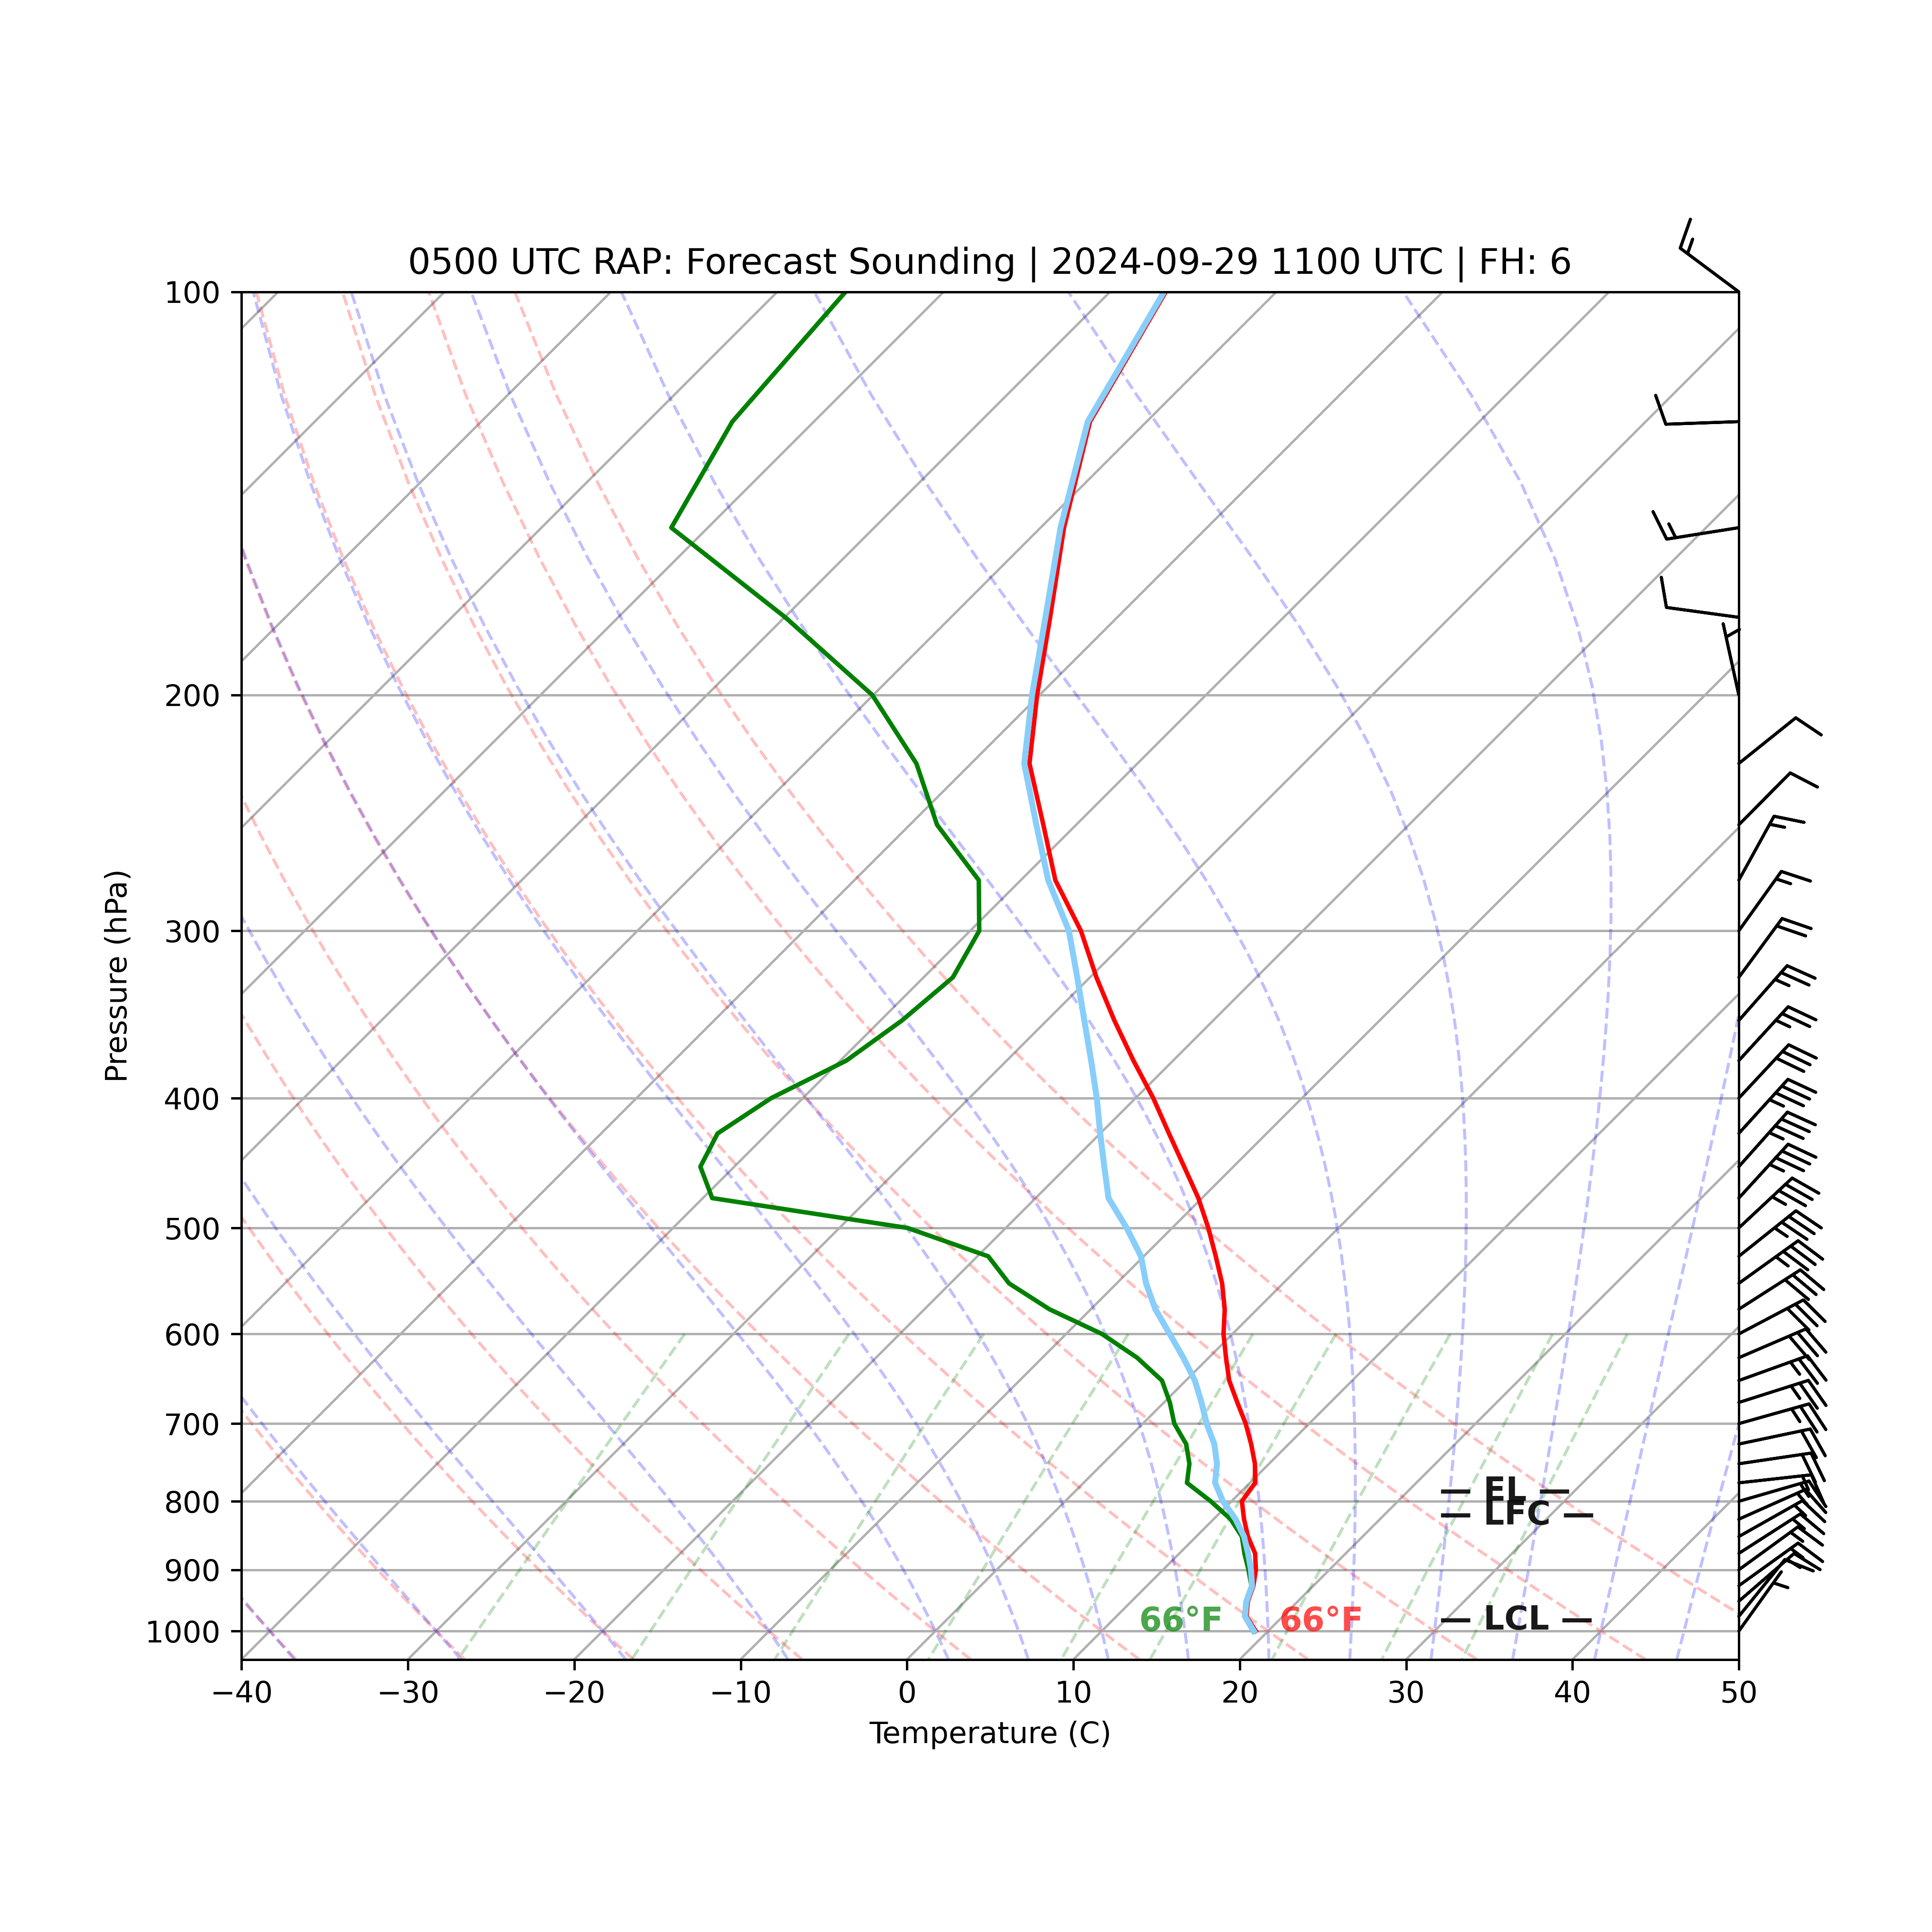 0500 UTC RAP: Forecast Sounding | 2024-09-29 1100 UTC | FH: 6
100
200
300
400
500
600
700
800
900
1000
Pressure (hPa)
— EL —
— LFC —
— LCL —
66°F 66°F
−40 −30 −20 −10 0 10 20 30 40 50
Temperature (C)